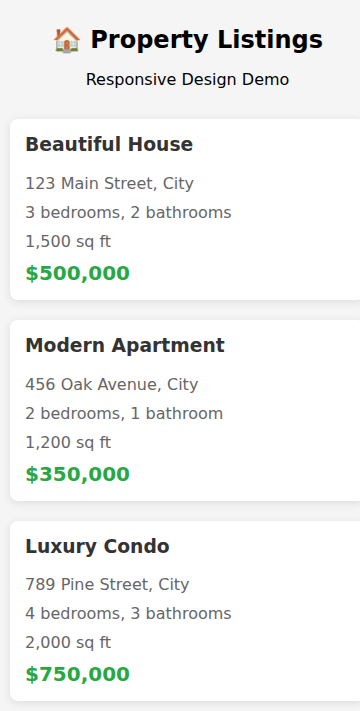 🏠 Property Listings
Responsive Design Demo
Beautiful House
123 Main Street, City
3 bedrooms, 2 bathrooms
1,500 sq ft
$500,000
Modern Apartment
456 Oak Avenue, City
2 bedrooms, 1 bathroom
1,200 sq ft
$350,000
Luxury Condo
789 Pine Street, City
4 bedrooms, 3 bathrooms
2,000 sq ft
$750,000